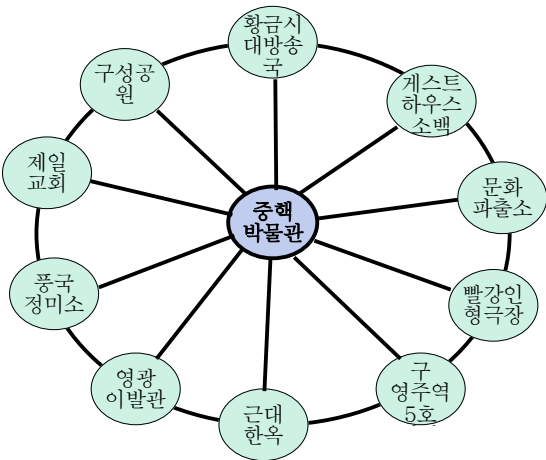 황금시
대방송
국
게스트
하우스
소백
문화
파출소
빨강인
형극장
구
영주역
5호
근대
한옥
영광
이발관
풍국
정미소
제일
교회
구성공
원
중핵
박물관